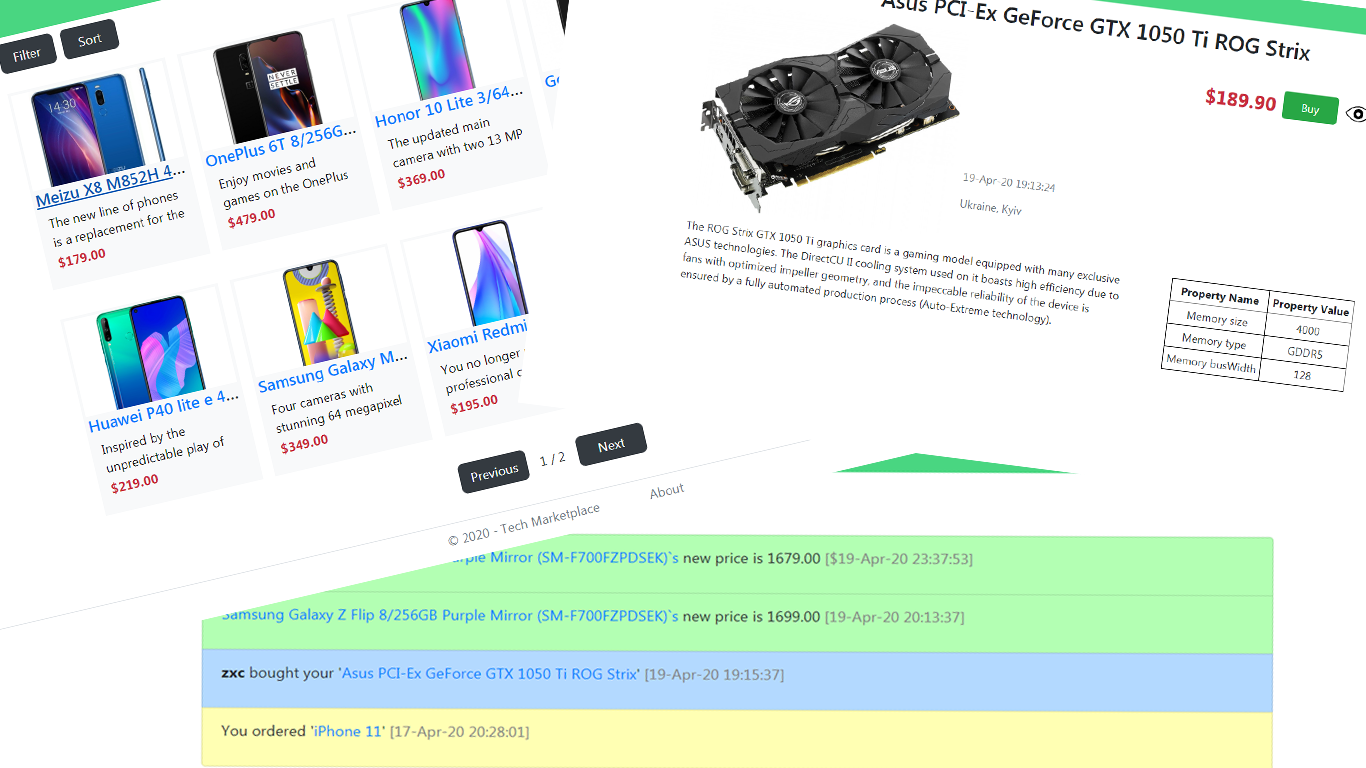 Filter
Sort
14:30
NEVER
SETTLE
Meizu X8 M852H 4...
The new line of phones
is a replacement for the
$179.00
OnePlus 6T 8/256G...
Enjoy movies and
games on the OnePlus
$479.00
Honor 10 Lite 3/64...
The updated main
camera with two 13 MP
$369.00
Huawei P40 lite e 4...
Inspired by the
unpredictable play of
$219.00
Samsung Galaxy M...
Four cameras with
stunning 64 megapixel
$349.00
Xiaomi Redmi
You no longer
professional c
$195.00
Previous
1 / 2
Next
© 2020 - Tech Marketplace
About
Asus PCI-Ex GeForce GTX 1050 Ti ROG Strix
$189.90
Buy
19-Apr-20 19:13:24
Ukraine, Kyiv
The ROG Strix GTX 1050 Ti graphics card is a gaming model equipped with many exclusive
ASUS technologies. The DirectCU II cooling system used on it boasts high efficiency due to
fans with optimized impeller geometry, and the impeccable reliability of the device is
ensured by a fully automated production process (Auto-Extreme technology).
Property Name Property Value
Memory size 4000
Memory type GDDR5
Memory busWidth 128
Mirror (SM-F700FZPDSEK)`s new price is 1679.00 [$19-Apr-20 23:37:53]
Samsung Galaxy Z Flip 8/256GB Purple Mirror (SM-F700FZPDSEK)`s new price is 1699.00 [19-Apr-20 20:13:37]
zxc bought your 'Asus PCI-Ex GeForce GTX 1050 Ti ROG Strix' [19-Apr-20 19:15:37]
You ordered 'iPhone 11' [17-Apr-20 20:28:01]